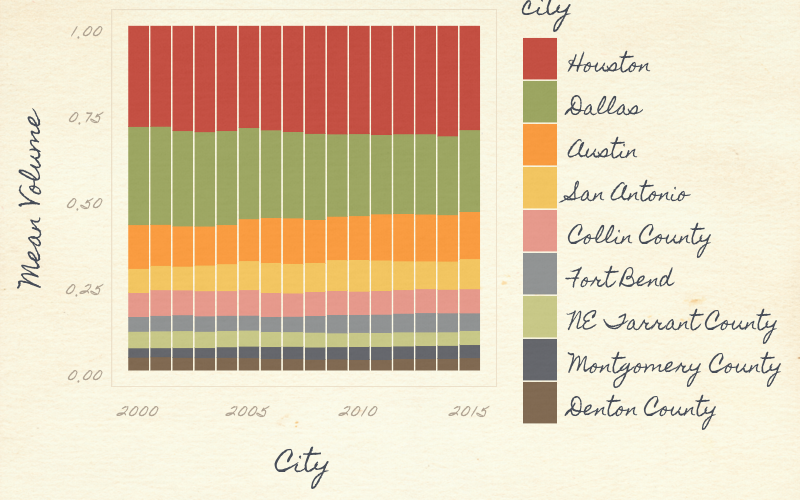 City
1.00
0.75
0.50
0.25
0.00
Mean Volume
2000
2005
2010
2015
City
Houston
Dallas
Austin
San Antonio
Collin County
Fort Bend
NE Tarrant County
Montgomery County
Denton County